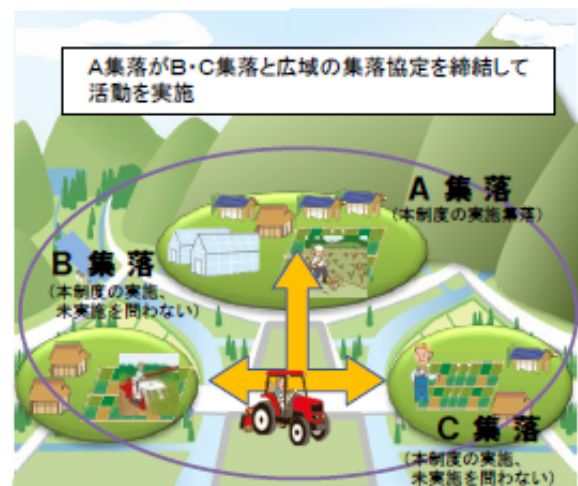 A集落がB・C集落と広域の集落協定を締結して
活動を実施
A 集 落
(本制度の実施集落)
B 集 落
(本制度の実施、
未実施を問わない)
C 集 落
(本制度の実施、
未実施を問わない)